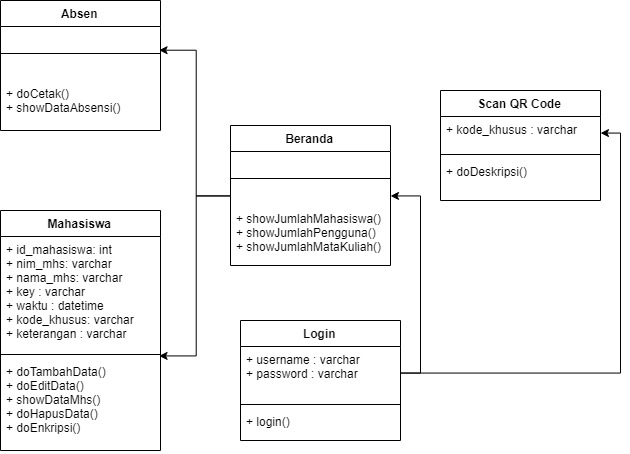 Absen
+ doCetak()
+ showDataAbsensi()
Mahasiswa
+ id_mahasiswa: int
+ nim_mhs: varchar
+ nama_mhs: varchar
+ key : varchar
+ waktu : datetime
+ kode_khusus: varchar
+ keterangan : varchar
+ doTambahData()
+ doEditData()
+ showDataMhs()
+ doHapusData()
+ doEnkripsi()
Beranda
+ showJumlahMahasiswa()
+ showJumlahPengguna()
+ showJumlahMataKuliah()
Login
+ username : varchar
+ password : varchar
+ login()
Scan QR Code
+ kode_khusus : varchar
+ doDeskripsi()